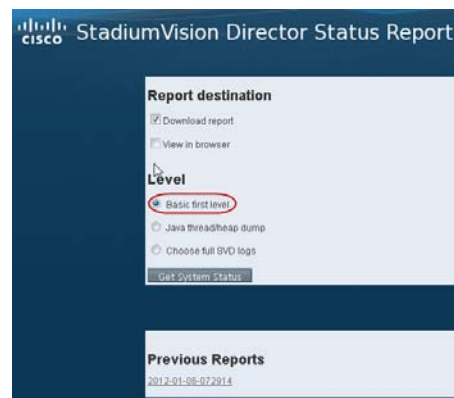 cisco StadiumVision Director Status Report
Report destination
Download report
View in browser
Level
Basic first level
Java thread/heap dump
Choose full SVD logs
Get System Status
Previous Reports
2012-01-06-072914